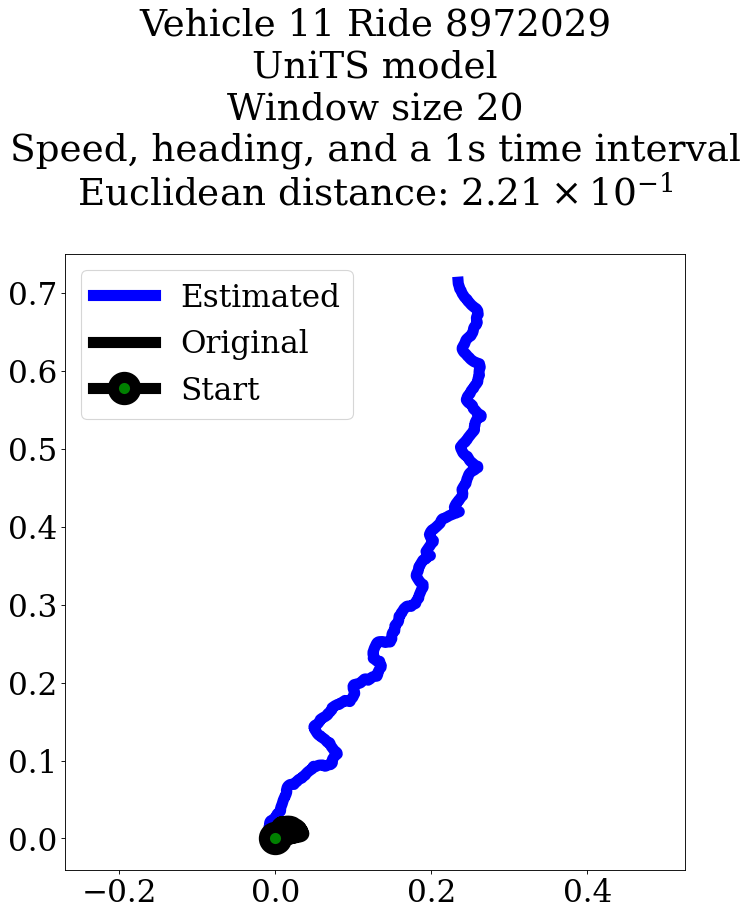 Vehicle 11 Ride 8972029
UniTS model
Window size 20
Speed, heading, and a 1s time interval
Euclidean distance: 2.21 × 10⁻¹
Estimated
Original
Start
0.7
0.6
0.5
0.4
0.3
0.2
0.1
0.0
−0.2 0.0 0.2 0.4